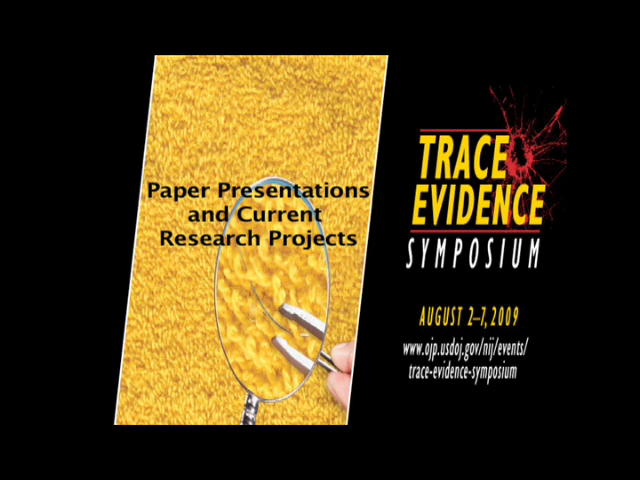 Paper Presentations
and Current
Research Projects
TRACE
EVIDENCE
SYMPOSIUM
AUGUST 2–7, 2009
www.ojp.usdoj.gov/nij/events/
trace-evidence-symposium